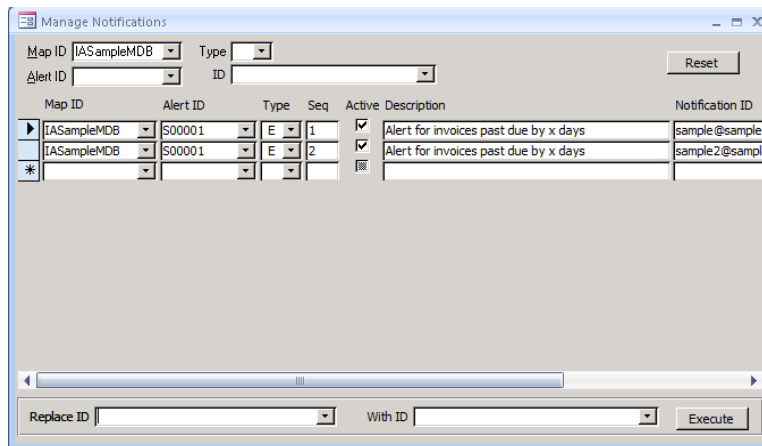 Manage Notifications
Map ID IASampleMDB Type
Reset
Alert ID ID
Map ID Alert ID Type Seq Active Description Notification ID
IASampleMDB S00001 E 1 Alert for invoices past due by x days sample@sample
IASampleMDB S00001 E 2 Alert for invoices past due by x days sample2@sampl
Replace ID With ID Execute